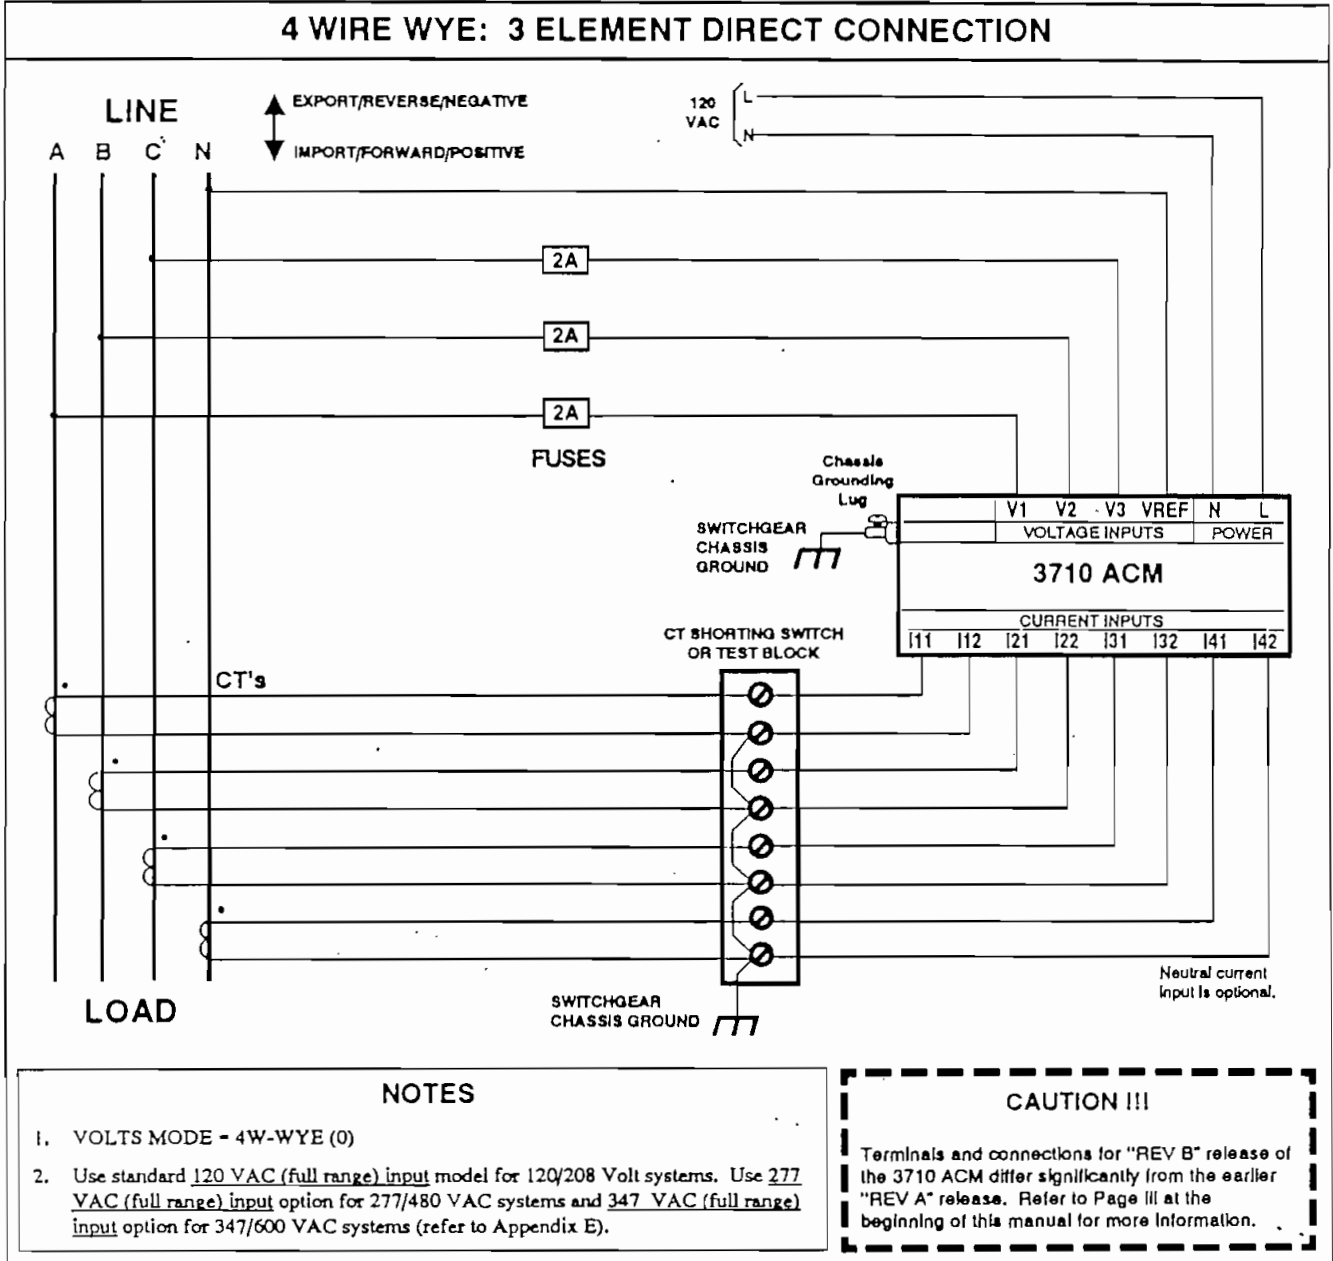 4 WIRE WYE: 3 ELEMENT DIRECT CONNECTION
LINE
A B C N
EXPORT/REVERSE/NEGATIVE
IMPORT/FORWARD/POSITIVE
120
VAC
L
N
2A
2A
2A
FUSES
Chassis
Grounding
Lug
SWITCHGEAR
CHASSIS
GROUND
V1 V2 V3 VREF N L
VOLTAGE INPUTS POWER
3710 ACM
CURRENT INPUTS
I11 I12 I21 I22 I31 I32 I41 I42
CT SHORTING SWITCH
OR TEST BLOCK
CT's
Neutral current
input is optional.
LOAD
SWITCHGEAR
CHASSIS GROUND
NOTES
1. VOLTS MODE = 4W-WYE (0)
2. Use standard 120 VAC (full range) input model for 120/208 Volt systems. Use 277
VAC (full range) input option for 277/480 VAC systems and 347 VAC (full range)
input option for 347/600 VAC systems (refer to Appendix E).
CAUTION !!!
Terminals and connections for "REV B" release of
the 3710 ACM differ significantly from the earlier
"REV A" release. Refer to Page iii at the
beginning of this manual for more information.